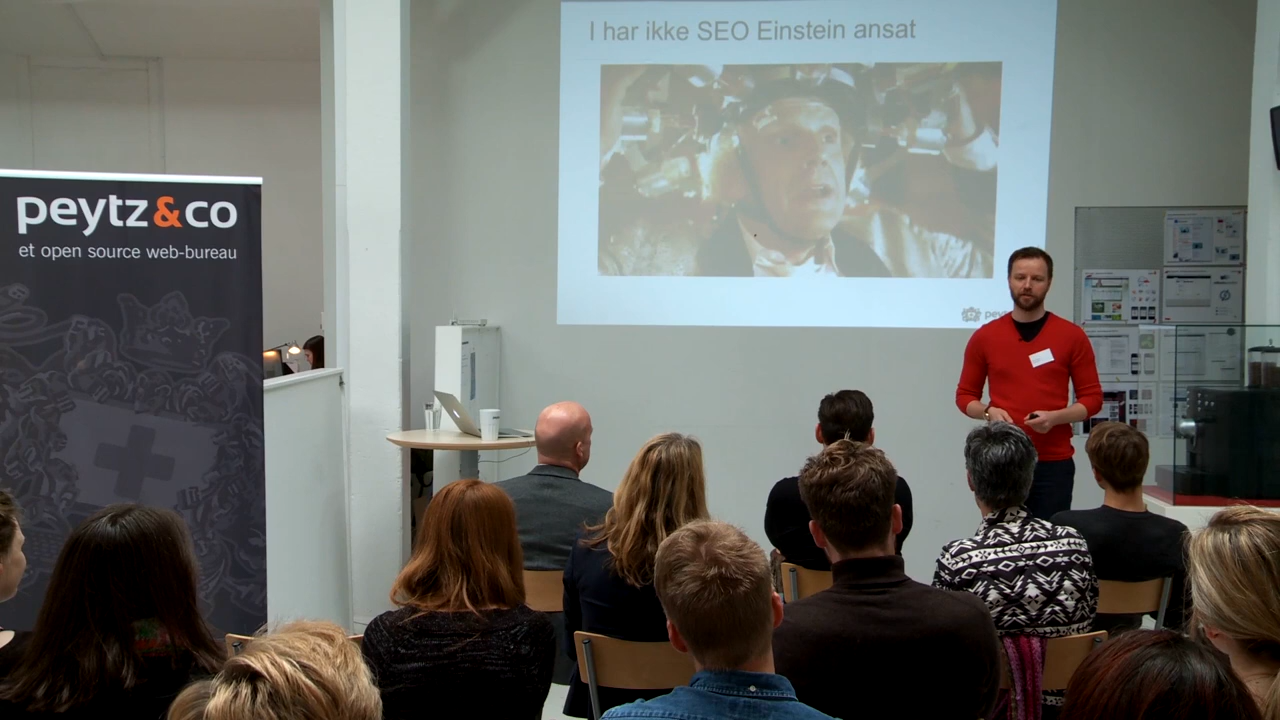 I har ikke SEO Einstein ansat
peytz&co
et open source web-bureau